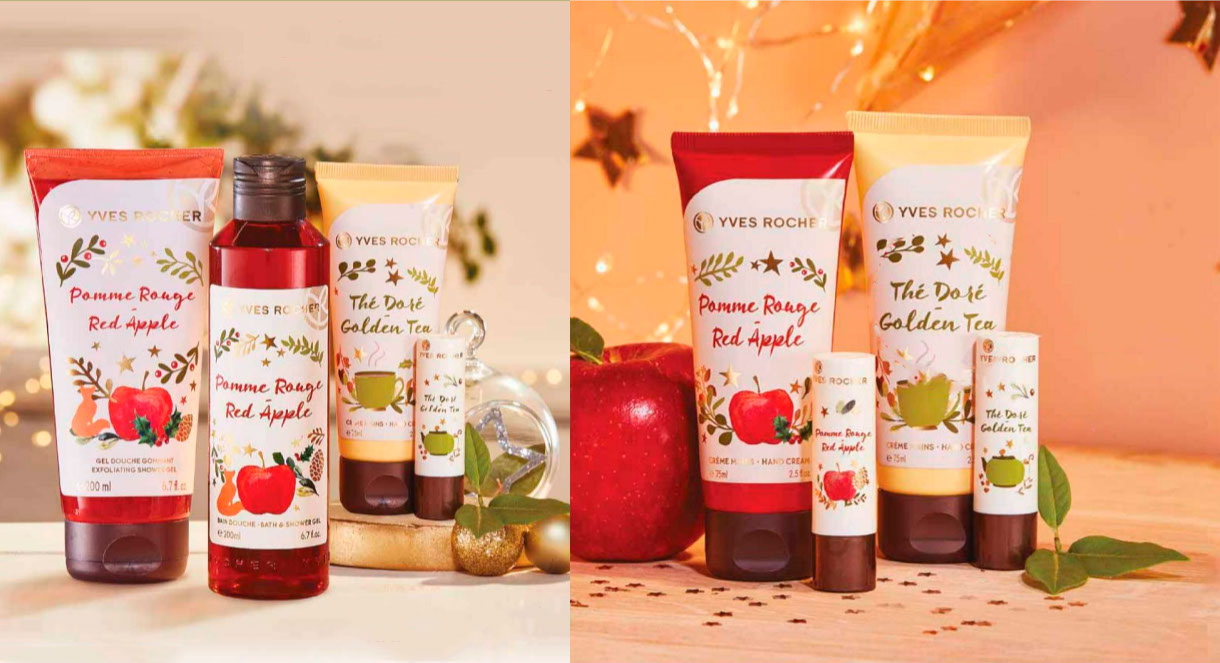 YVES ROCHER
Pomme Rouge
-
Red Apple
GEL DOUCHE GOMMANT
EXFOLIATING SHOWER GEL
200 ml 6.7 fl.oz
YVES ROCHER
Pomme Rouge
-
Red Apple
BAIN DOUCHE · BATH & SHOWER GEL
e 200ml 6.7 fl oz.
YVES ROCHER
Thé Doré
-
Golden Tea
YVES ROCHER
Thé Doré
Golden Tea
YVES ROCHER
Pomme Rouge
-
Red Apple
CRÈME MAINS · HAND CREAM
e 75ml 2.5 fl
YVES ROCHER
Thé Doré
-
Golden Tea
CRÈME MAINS · HAND
e 75ml
YVES ROCHER
Pomme Rouge
Red Apple
YVES ROCHER
Thé Doré
Golden Tea